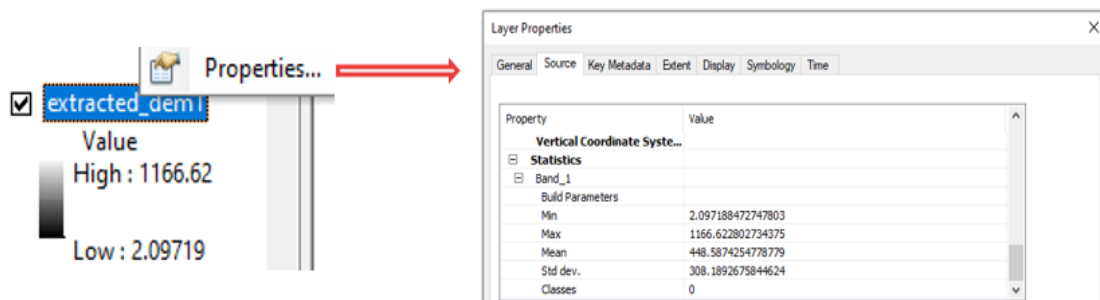 Properties...
extracted_dem1
Value
High : 1166.62
Low : 2.09719
Layer Properties
General Source Key Metadata Extent Display Symbology Time
Property Value
Vertical Coordinate Syste...
Statistics
Band_1
Build Parameters
Min 2.097188472747803
Max 1166.622802734375
Mean 448.5874254778779
Std dev. 308.1892675844624
Classes 0